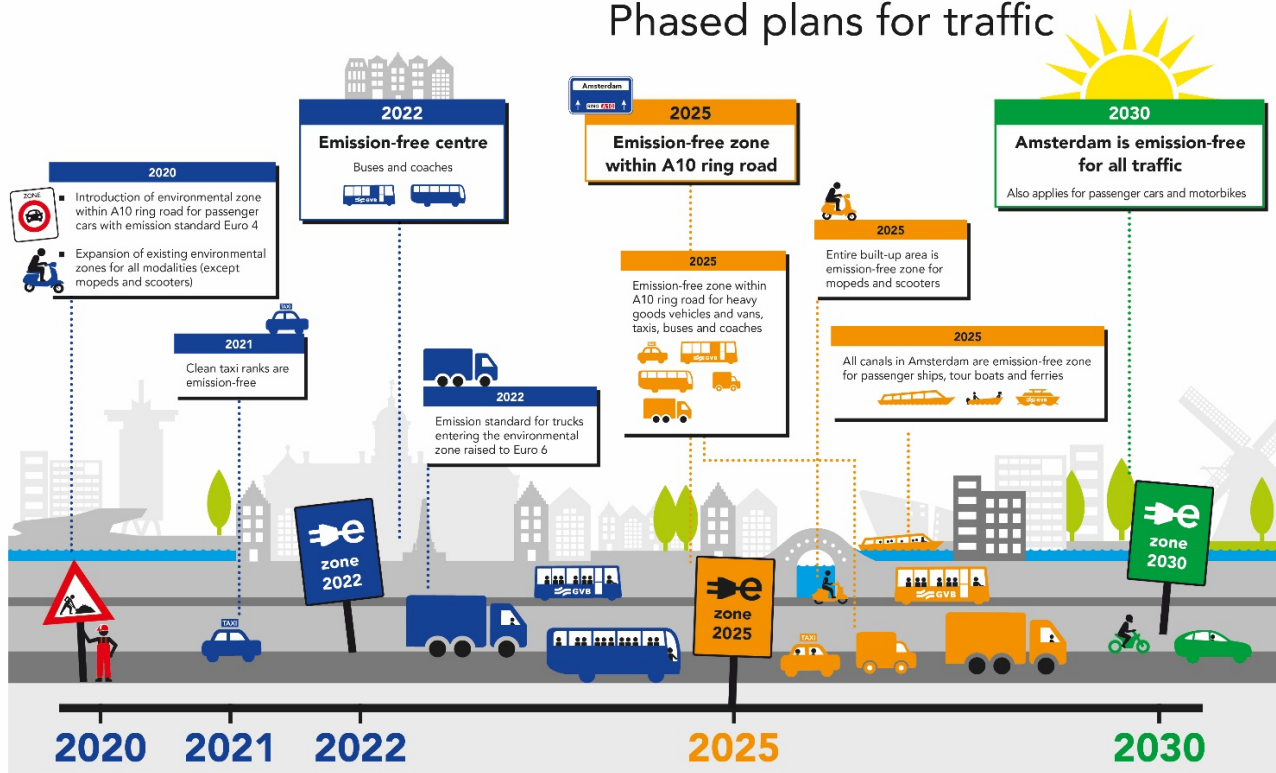 Phased plans for traffic
2020
ZONE
Introduction of environmental zone
within A10 ring road for passenger
cars with emission standard Euro 4
Expansion of existing environmental
zones for all modalities (except
mopeds and scooters)
TAXI
2021
Clean taxi ranks are
emission-free
2022
Emission-free centre
Buses and coaches
GVB
2022
Emission standard for trucks
entering the environmental
zone raised to Euro 6
Amsterdam
RING A10
2025
Emission-free zone
within A10 ring road
2025
Emission-free zone within
A10 ring road for heavy
goods vehicles and vans,
taxis, buses and coaches
GVB
2025
Entire built-up area is
emission-free zone for
mopeds and scooters
2025
All canals in Amsterdam are emission-free zone
for passenger ships, tour boats and ferries
GVB
2030
Amsterdam is emission-free
for all traffic
Also applies for passenger cars and motorbikes
TAXI
e
zone
2022
GVB
e
zone
2025
TAXI
GVB
e
zone
2030
2020 2021 2022 2025 2030